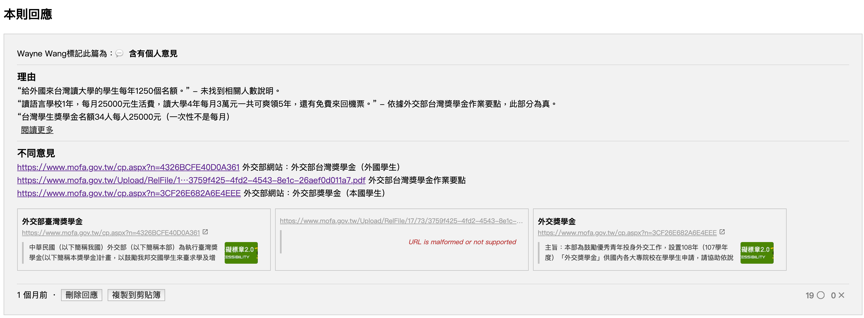 本則回應
Wayne Wang標記此篇為：💬 含有個人意見
理由
“給外國來台灣讀大學的學生每年1250個名額。” – 未找到相關人數說明。
“讀語言學校1年，每月25000元生活費，讀大學4年每月3萬元一共可爽領5年，還有免費來回機票。” – 依據外交部台灣獎學金作業要點，此部分為真。
“台灣學生獎學金名額34人每人25000元（一次性不是每月）
閱讀更多
不同意見
https://www.mofa.gov.tw/cp.aspx?n=4326BCFE40D0A361 外交部網站：外交部台灣獎學金（外國學生）
https://www.mofa.gov.tw/Upload/RelFile/1⋯3759f425-4fd2-4543-8e1c-26aef0d011a7.pdf 外交部台灣獎學金作業要點
https://www.mofa.gov.tw/cp.aspx?n=3CF26E682A6E4EEE 外交部網站：外交部獎學金（本國學生）
外交部臺灣獎學金
https://www.mofa.gov.tw/cp.aspx?n=4326BCFE40D0A361
中華民國（以下簡稱我國）外交部（以下簡稱本部）為執行臺灣獎
學金(以下簡稱本獎學金)計畫，以鼓勵我邦交國學生來臺求學及增
礙標章2.0
https://www.mofa.gov.tw/Upload/RelFile/17/73/3759f425-4fd2-4543-8e1c-...
URL is malformed or not supported
外交獎學金
https://www.mofa.gov.tw/cp.aspx?n=3CF26E682A6E4EEE
主旨：本部為鼓勵優秀青年投身外交工作，設置108年（107學年
度）「外交獎學金」供國內各大專院校在學學生申請，請協助依說
礙標章2.0
1 個月前 ・ 刪除回應 複製到剪貼簿
19 ◯ 0 ✕